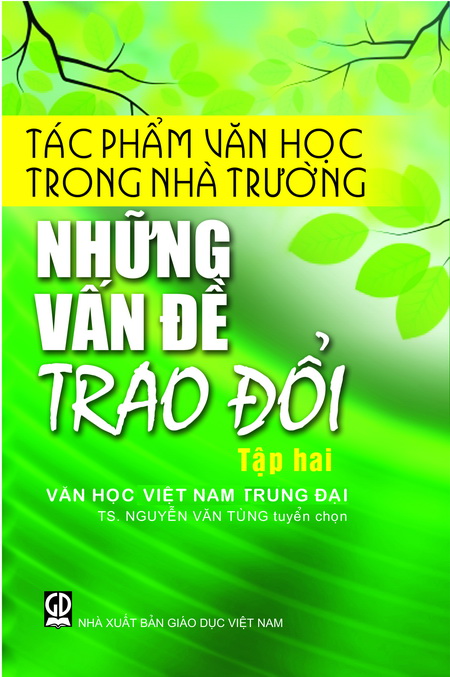 TÁC PHẨM VĂN HỌC
TRONG NHÀ TRƯỜNG
NHỮNG
VẤN ĐỀ
TRAO ĐỔI
Tập hai
VĂN HỌC VIỆT NAM TRUNG ĐẠI
TS. NGUYỄN VĂN TÙNG tuyển chọn
GD
NHÀ XUẤT BẢN GIÁO DỤC VIỆT NAM